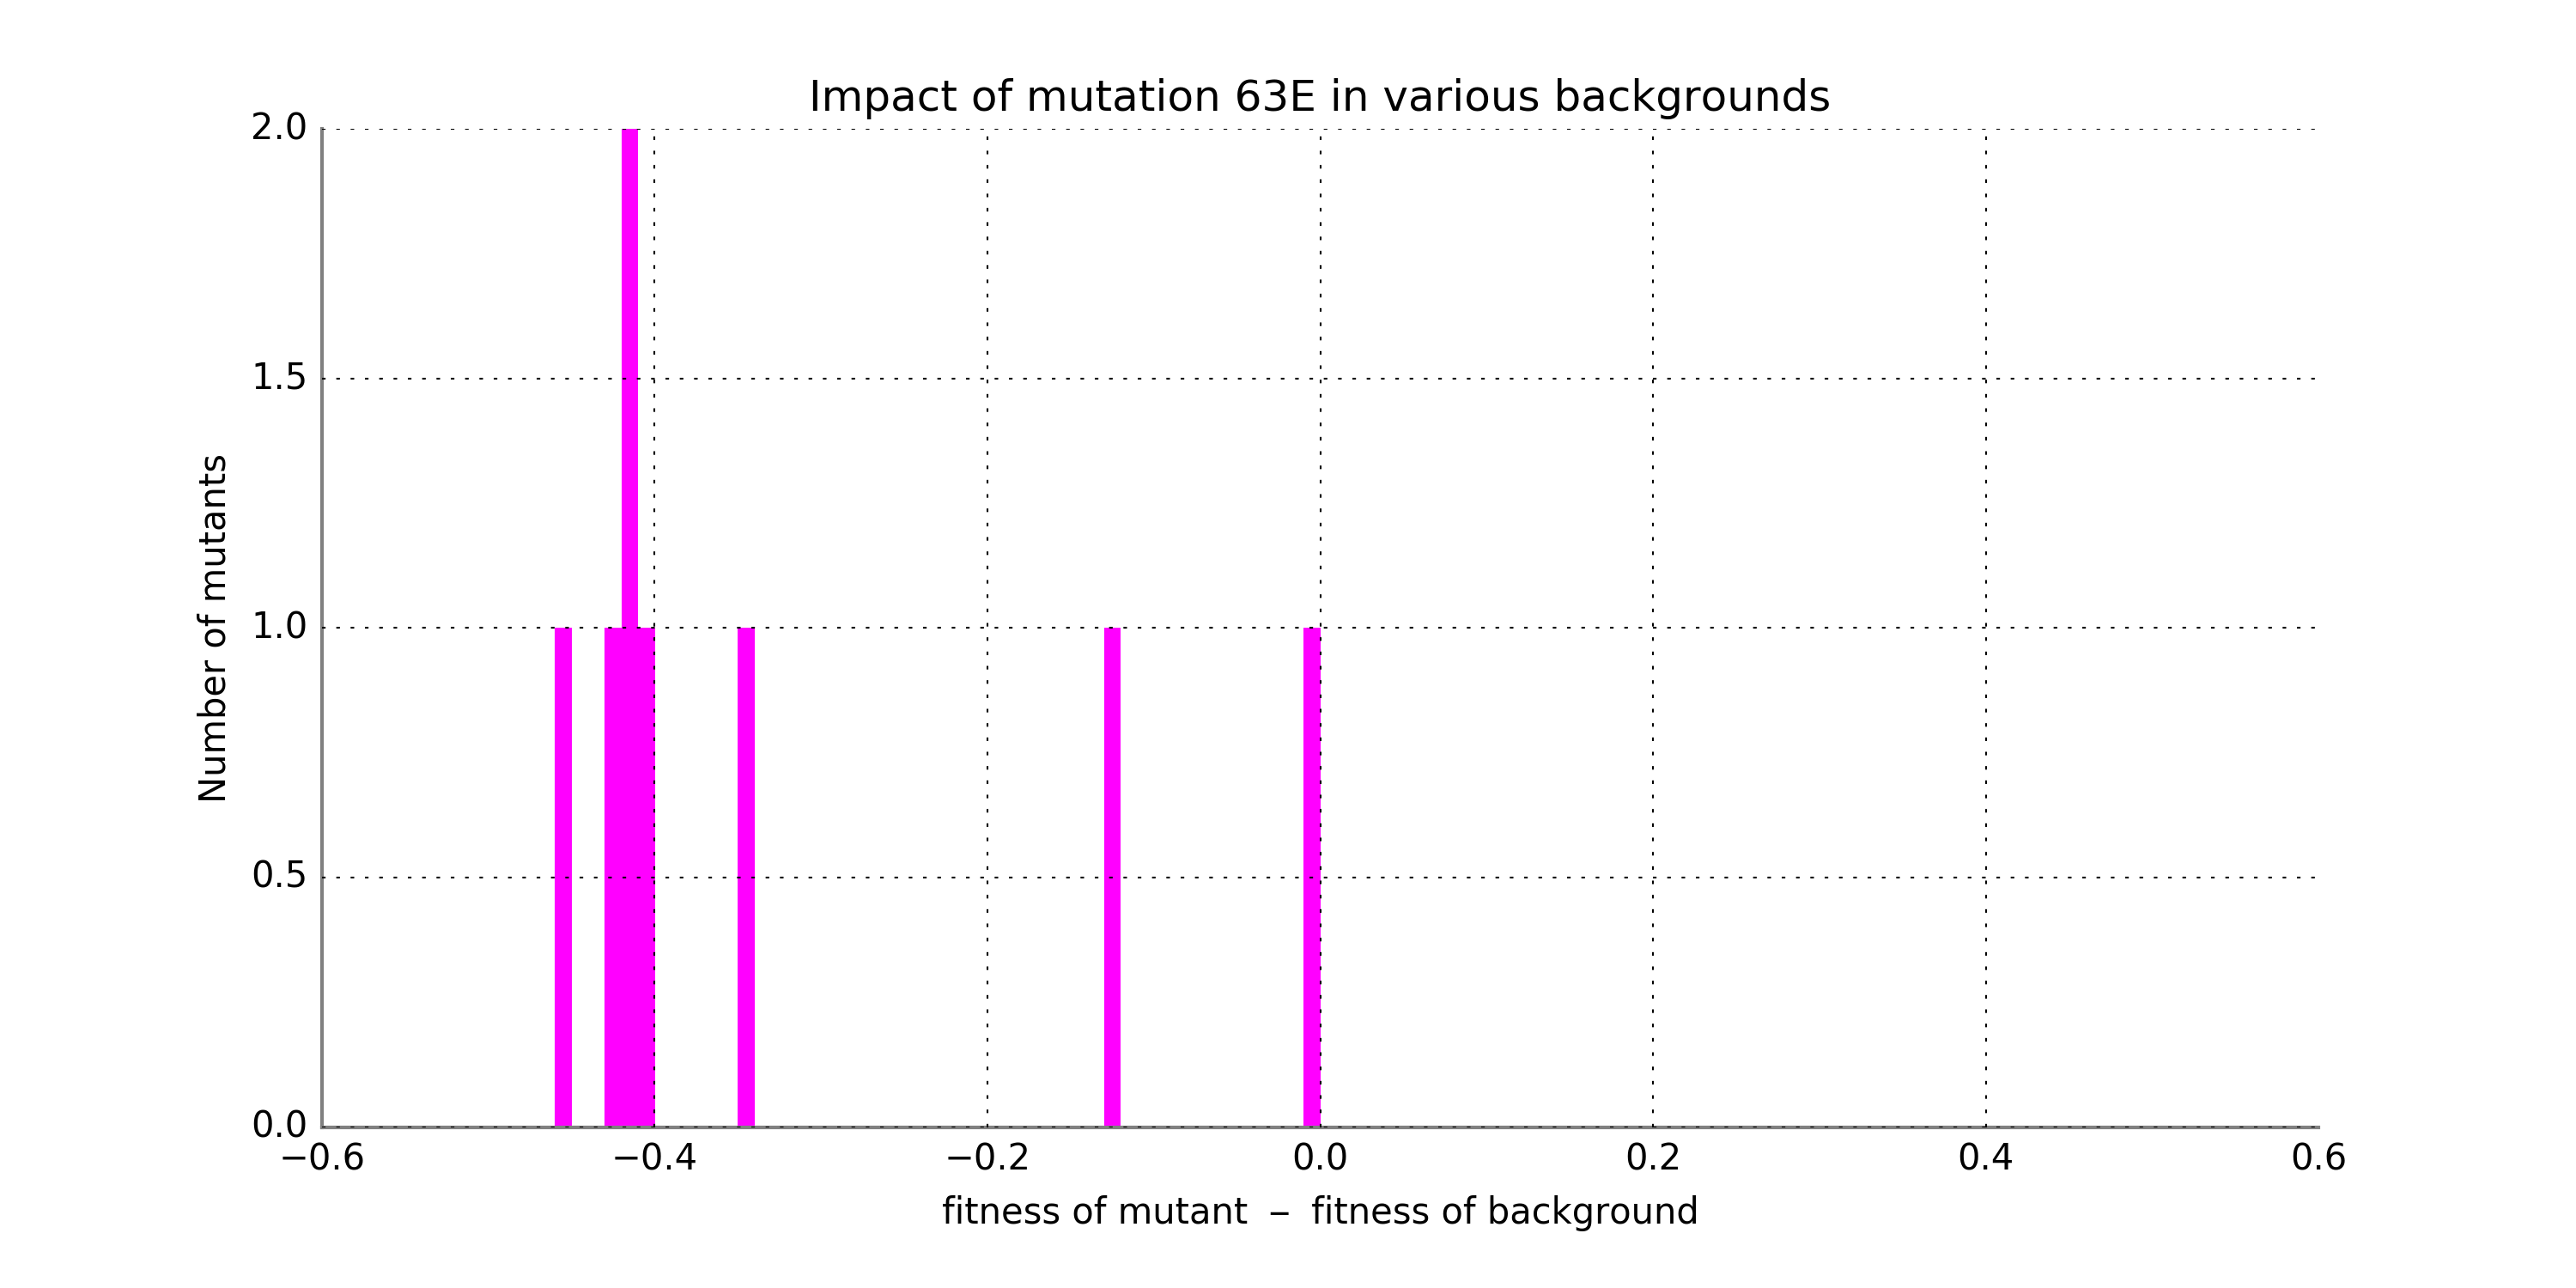 Impact of mutation 63E in various backgrounds
2.0
1.5
1.0
0.5
0.0
Number of mutants
−0.6 −0.4 −0.2 0.0 0.2 0.4 0.6
fitness of mutant − fitness of background